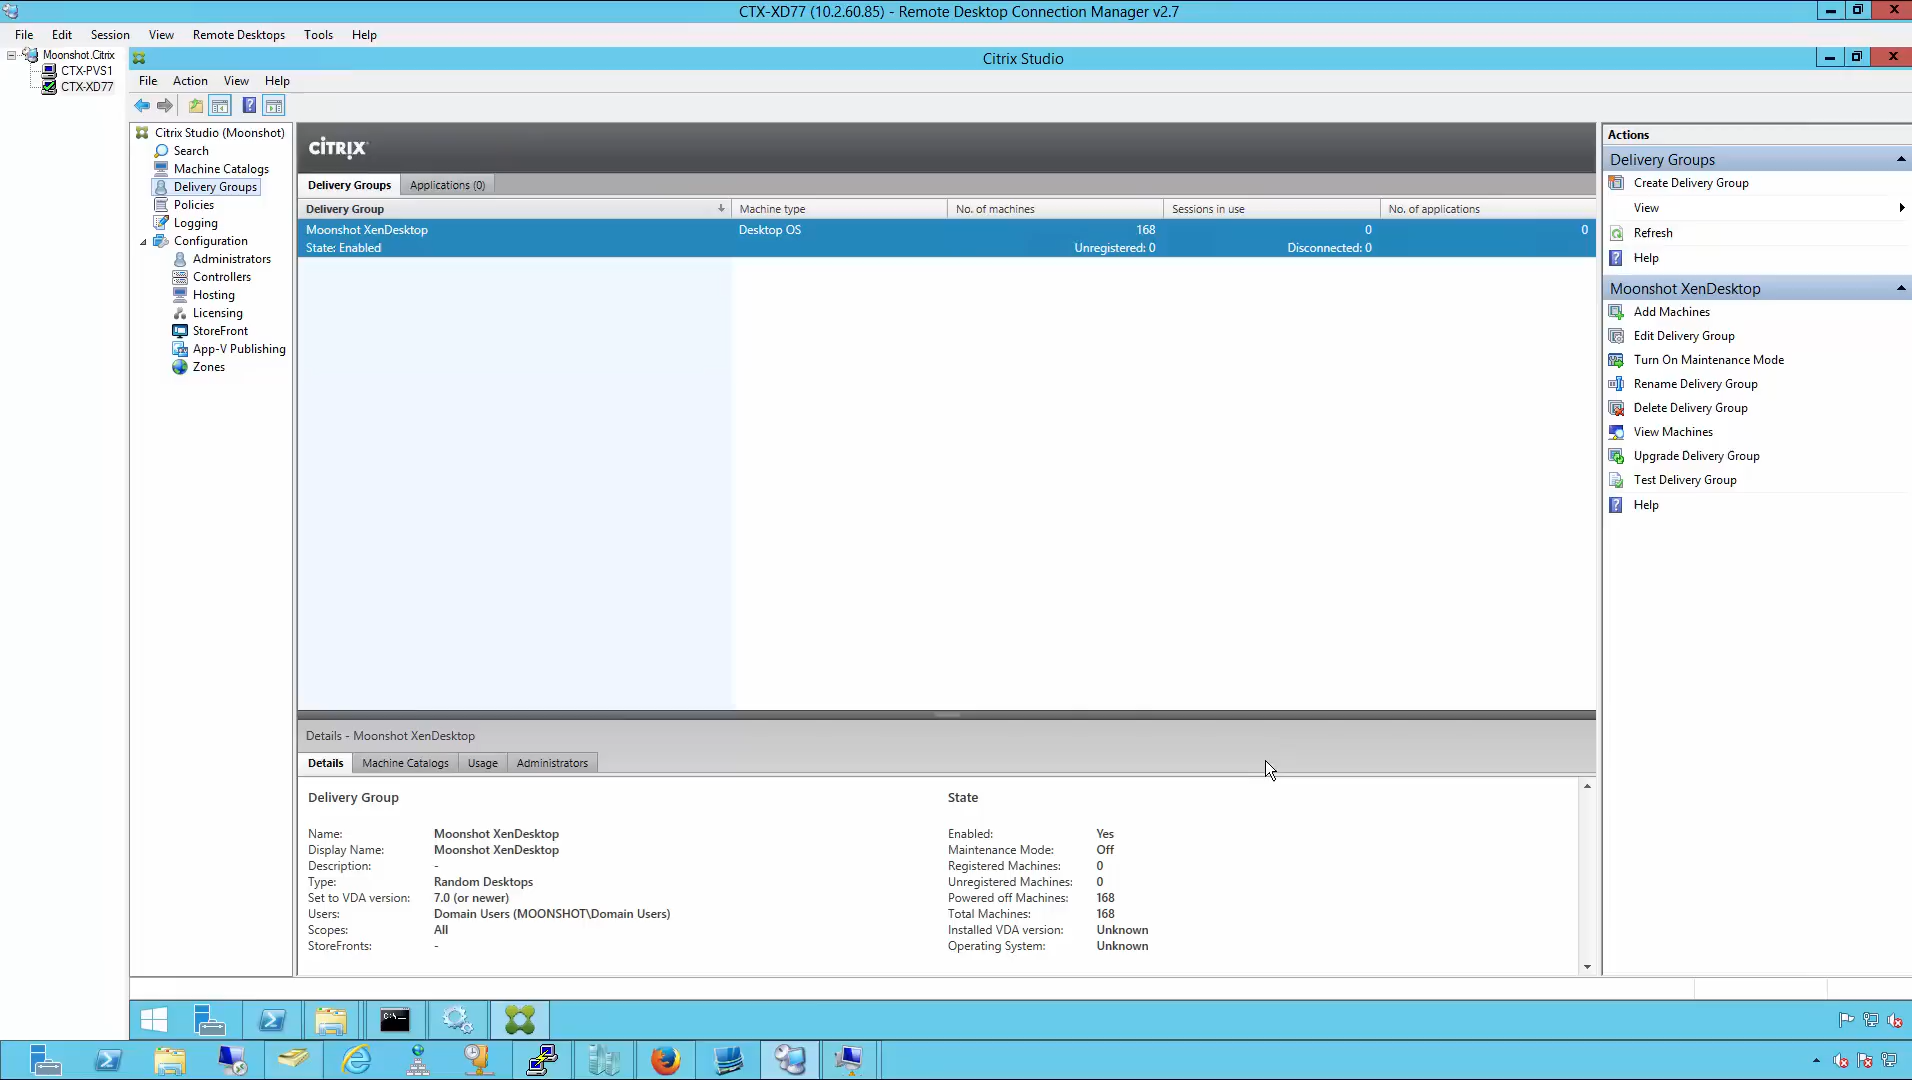 CTX-XD77 (10.2.60.85) - Remote Desktop Connection Manager v2.7
File Edit Session View Remote Desktops Tools Help
Moonshot.Citrix
CTX-PVS1
CTX-XD77
Citrix Studio
File Action View Help
Citrix Studio (Moonshot)
Search
Machine Catalogs
Delivery Groups
Policies
Logging
Configuration
Administrators
Controllers
Hosting
Licensing
StoreFront
App-V Publishing
Zones
CİTRIX
Delivery Groups Applications (0)
Delivery Group Machine type No. of machines Sessions in use No. of applications
Moonshot XenDesktop Desktop OS 168 0 0
State: Enabled Unregistered: 0 Disconnected: 0
Details - Moonshot XenDesktop
Details Machine Catalogs Usage Administrators
Delivery Group
Name: Moonshot XenDesktop
Display Name: Moonshot XenDesktop
Description: -
Type: Random Desktops
Set to VDA version: 7.0 (or newer)
Users: Domain Users (MOONSHOT\Domain Users)
Scopes: All
StoreFronts: -
State
Enabled: Yes
Maintenance Mode: Off
Registered Machines: 0
Unregistered Machines: 0
Powered off Machines: 168
Total Machines: 168
Installed VDA version: Unknown
Operating System: Unknown
Actions
Delivery Groups
Create Delivery Group
View
Refresh
Help
Moonshot XenDesktop
Add Machines
Edit Delivery Group
Turn On Maintenance Mode
Rename Delivery Group
Delete Delivery Group
View Machines
Upgrade Delivery Group
Test Delivery Group
Help